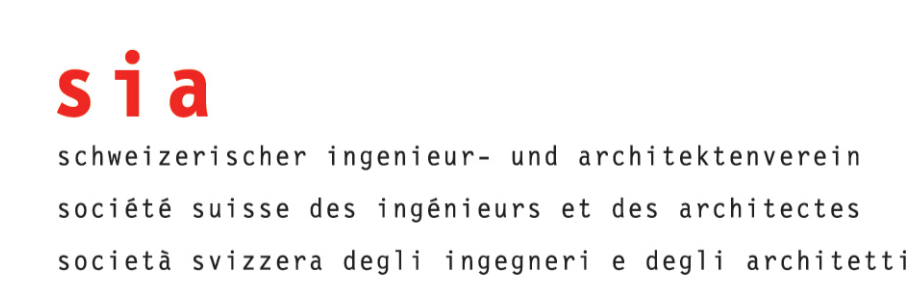 sia
schweizerischer ingenieur- und architektenverein
société suisse des ingénieurs et des architectes
società svizzera degli ingegneri e degli architetti